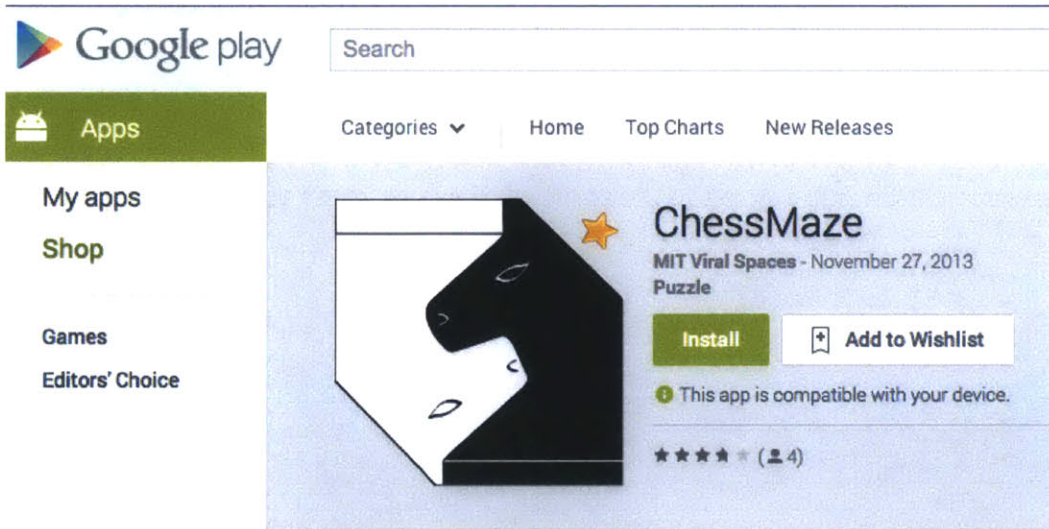 Google play
Search
Apps
Categories
Home
Top Charts
New Releases
My apps
Shop
Games
Editors' Choice
ChessMaze
MIT Viral Spaces - November 27, 2013
Puzzle
Install
Add to Wishlist
This app is compatible with your device.
(4)